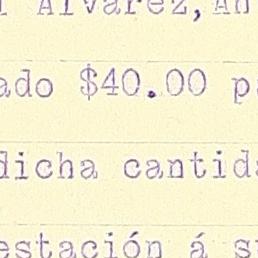 Alvarez, An
ado $40.00 p
dicha cantid
estación á s